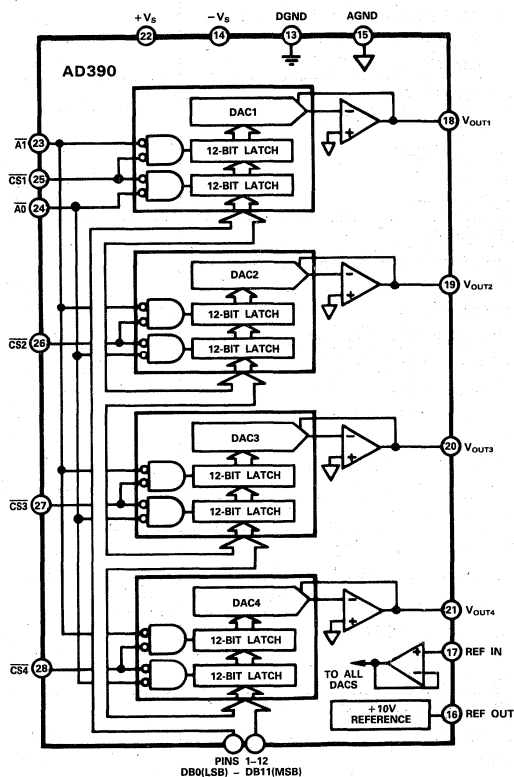 +VS −VS DGND AGND
22 14 13 15
AD390
DAC1
− +
18 VOUT1
A1 23
12-BIT LATCH
CS1 25
12-BIT LATCH
A0 24
DAC2
− +
19 VOUT2
12-BIT LATCH
CS2 26
12-BIT LATCH
DAC3
− +
20 VOUT3
12-BIT LATCH
CS3 27
12-BIT LATCH
DAC4
− +
21 VOUT4
12-BIT LATCH
CS4 28
12-BIT LATCH
+ −
17 REF IN
TO ALL
DACS
+10V
REFERENCE
16 REF OUT
PINS 1–12
DB0(LSB) – DB11(MSB)